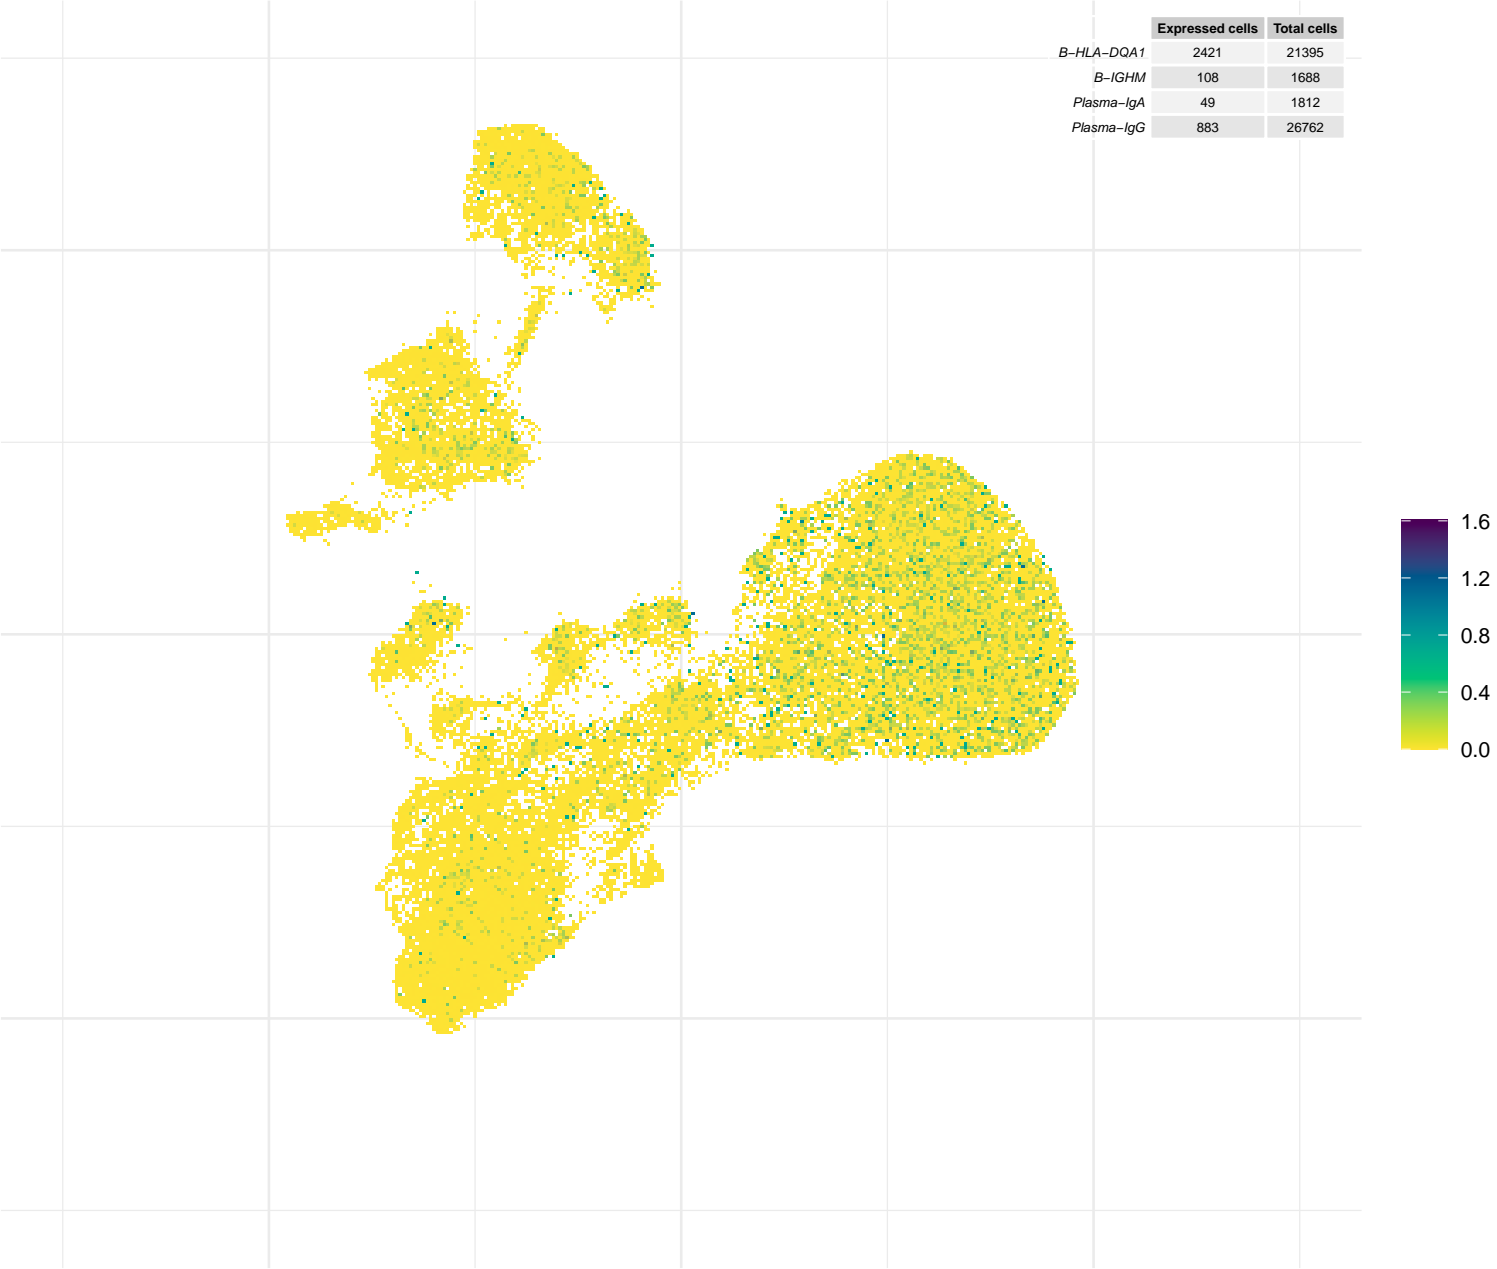 Expressed cells Total cells
B−HLA−DQA1 2421 21395
B−IGHM 108 1688
Plasma−IgA 49 1812
Plasma−IgG 883 26762
1.6
1.2
0.8
0.4
0.0